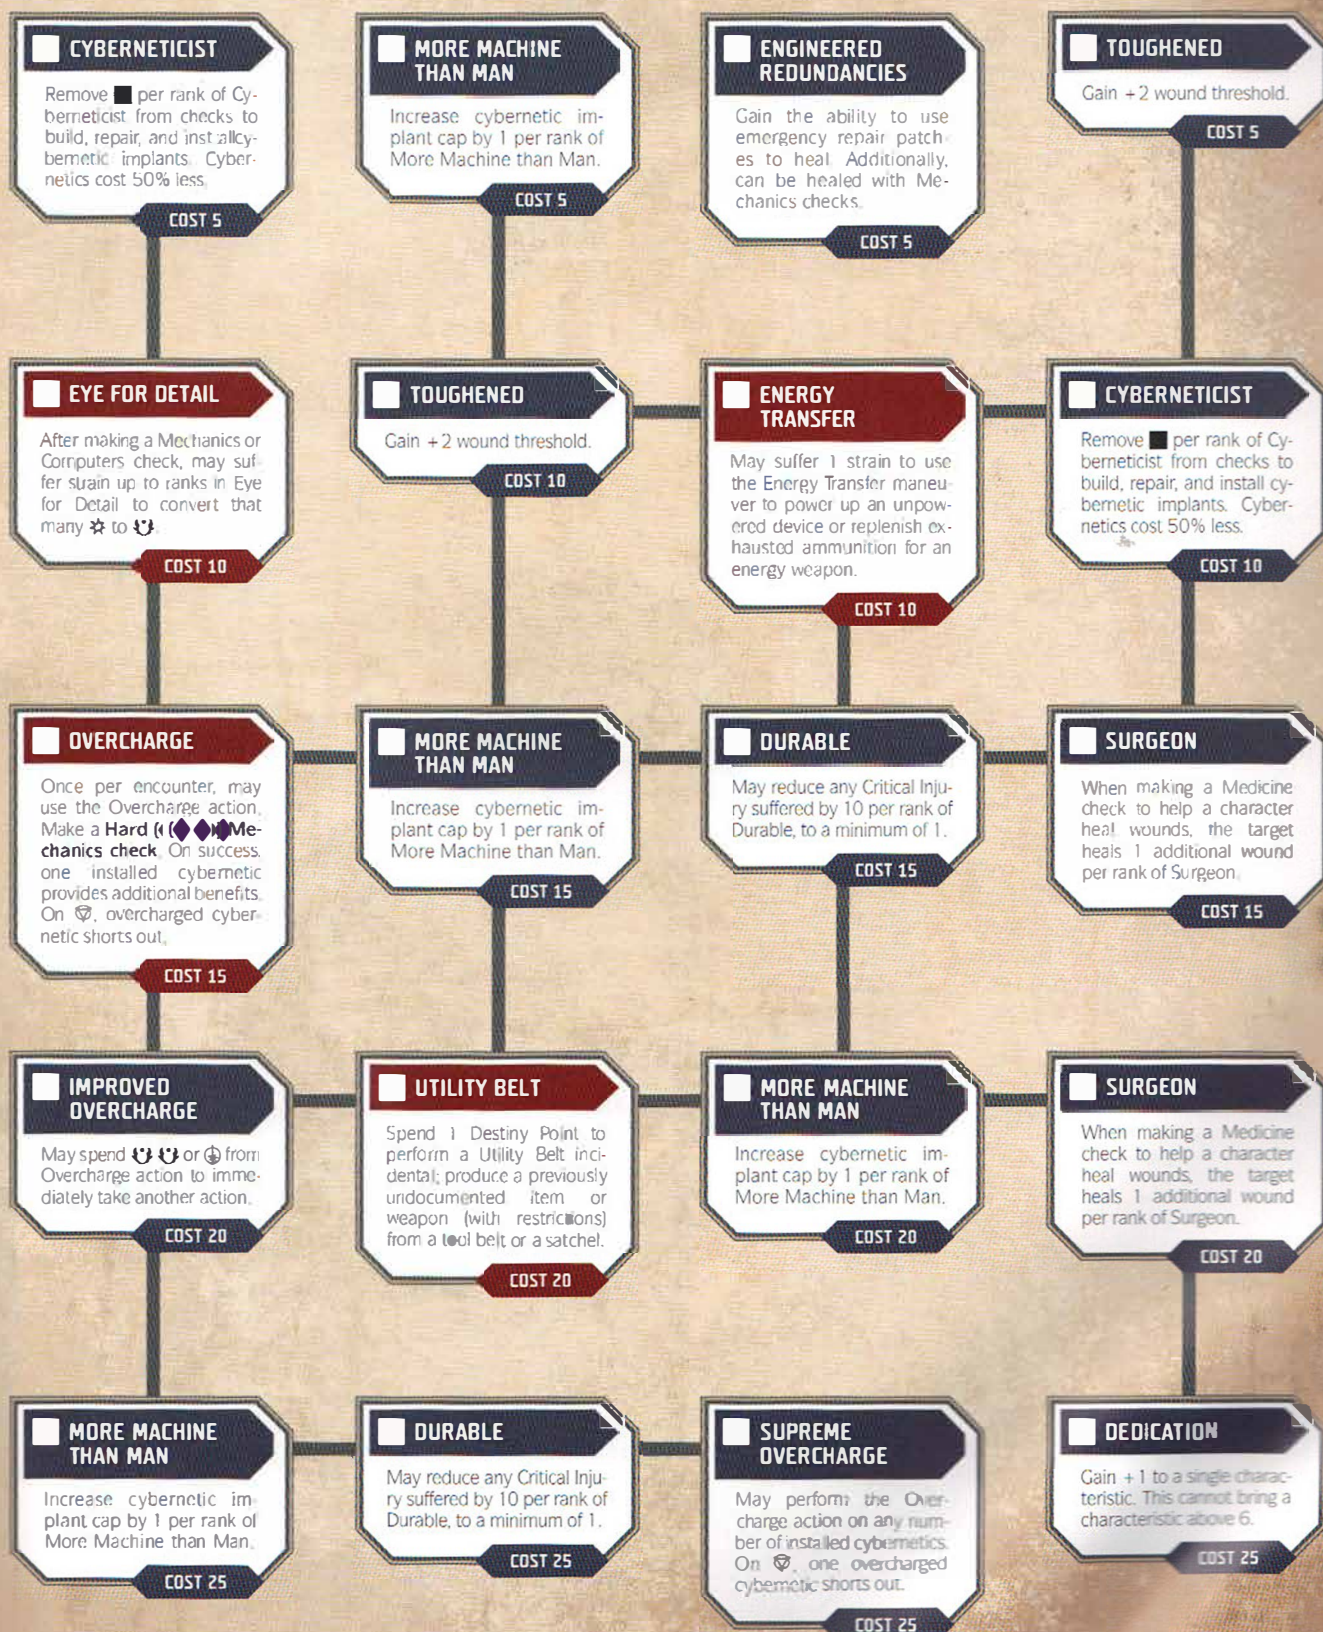 CYBERNETICIST
Remove per rank of Cy-
berneticist from checks to
build, repair, and inst allcy-
bernetic implants. Cyber-
netics cost 50% less.
COST 5
MORE MACHINE
THAN MAN
Increase cybernetic im-
plant cap by 1 per rank of
More Machine than Man.
COST 5
ENGINEERED
REDUNDANCIES
Gain the ability to use
emergency repair patch-
es to heal. Additionally,
can be healed with Me-
chanics checks.
COST 5
TOUGHENED
Gain +2 wound threshold.
COST 5
EYE FOR DETAIL
After making a Mechanics or
Computers check, may suf-
fer strain up to ranks in Eye
for Detail to convert that
many to
COST 10
TOUGHENED
Gain +2 wound threshold.
COST 10
ENERGY
TRANSFER
May suffer 1 strain to use
the Energy Transfer maneu-
ver to power up an unpow-
ered device or replenish ex-
hausted ammunition for an
energy weapon.
COST 10
CYBERNETICIST
Remove per rank of Cy-
berneticist from checks to
build, repair, and install cy-
bernetic implants. Cyber-
netics cost 50% less.
COST 10
OVERCHARGE
Once per encounter, may
use the Overcharge action.
Make a Hard ( Me-
chanics check. On success,
one installed cybernetic
provides additional benefits.
On , overcharged cyber-
netic shorts out.
COST 15
MORE MACHINE
THAN MAN
Increase cybernetic im-
plant cap by 1 per rank of
More Machine than Man.
COST 15
DURABLE
May reduce any Critical Inju-
ry suffered by 10 per rank of
Durable, to a minimum of 1.
COST 15
SURGEON
When making a Medicine
check to help a character
heal wounds, the target
heals 1 additional wound
per rank of Surgeon.
COST 15
IMPROVED
OVERCHARGE
May spend or from
Overcharge action to imme-
diately take another action.
COST 20
UTILITY BELT
Spend 1 Destiny Point to
perform a Utility Belt inci-
dental; produce a previously
undocumented item or
weapon (with restrictions)
from a tool belt or a satchel.
COST 20
MORE MACHINE
THAN MAN
Increase cybernetic im-
plant cap by 1 per rank of
More Machine than Man.
COST 20
SURGEON
When making a Medicine
check to help a character
heal wounds, the target
heals 1 additional wound
per rank of Surgeon.
COST 20
MORE MACHINE
THAN MAN
Increase cybernetic im-
plant cap by 1 per rank of
More Machine than Man.
COST 25
DURABLE
May reduce any Critical Inju-
ry suffered by 10 per rank of
Durable, to a minimum of 1.
COST 25
SUPREME
OVERCHARGE
May perform the Over-
charge action on any num-
ber of installed cybernetics.
On , one overcharged
cybernetic shorts out.
COST 25
DEDICATION
Gain +1 to a single charac-
teristic. This cannot bring a
characteristic above 6.
COST 25